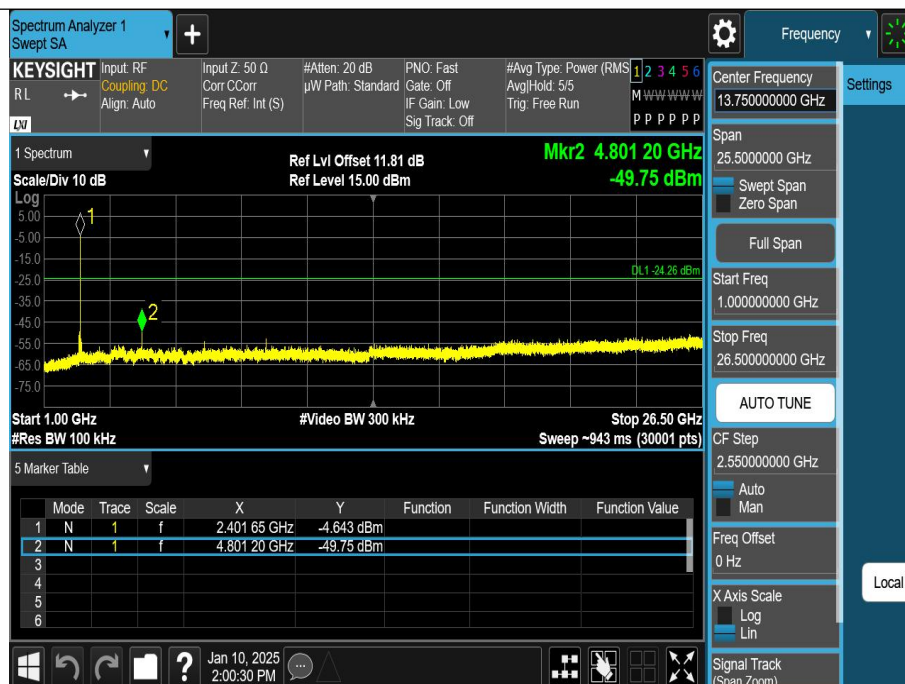 Spectrum Analyzer 1
Swept SA
Frequency
KEYSIGHT
RL
LXI
Input: RF
Coupling: DC
Align: Auto
Input Z: 50 Ω
Corr CCorr
Freq Ref: Int (S)
#Atten: 20 dB
µW Path: Standard
PNO: Fast
Gate: Off
IF Gain: Low
Sig Track: Off
#Avg Type: Power (RMS
Avg|Hold: 5/5
Trig: Free Run
1 2 3 4 5 6
M W W W W W
P P P P P P
1 Spectrum
Scale/Div 10 dB
Ref Lvl Offset 11.81 dB
Ref Level 15.00 dBm
Mkr2 4.801 20 GHz
-49.75 dBm
Log
5.00
-5.00
-15.0
-25.0
-35.0
-45.0
-55.0
-65.0
-75.0
1
2
DL1 -24.26 dBm
Start 1.00 GHz
#Video BW 300 kHz
Stop 26.50 GHz
#Res BW 100 kHz
Sweep ~943 ms (30001 pts)
5 Marker Table
Mode Trace Scale X Y Function Function Width Function Value
1 N 1 f 2.401 65 GHz -4.643 dBm
2 N 1 f 4.801 20 GHz -49.75 dBm
3
4
5
6
Jan 10, 2025
2:00:30 PM
Center Frequency
13.75000000 GHz
Settings
Span
25.5000000 GHz
Swept Span
Zero Span
Full Span
Start Freq
1.000000000 GHz
Stop Freq
26.500000000 GHz
AUTO TUNE
CF Step
2.550000000 GHz
Auto
Man
Freq Offset
0 Hz
Local
X Axis Scale
Log
Lin
Signal Track
(Span Zoom)